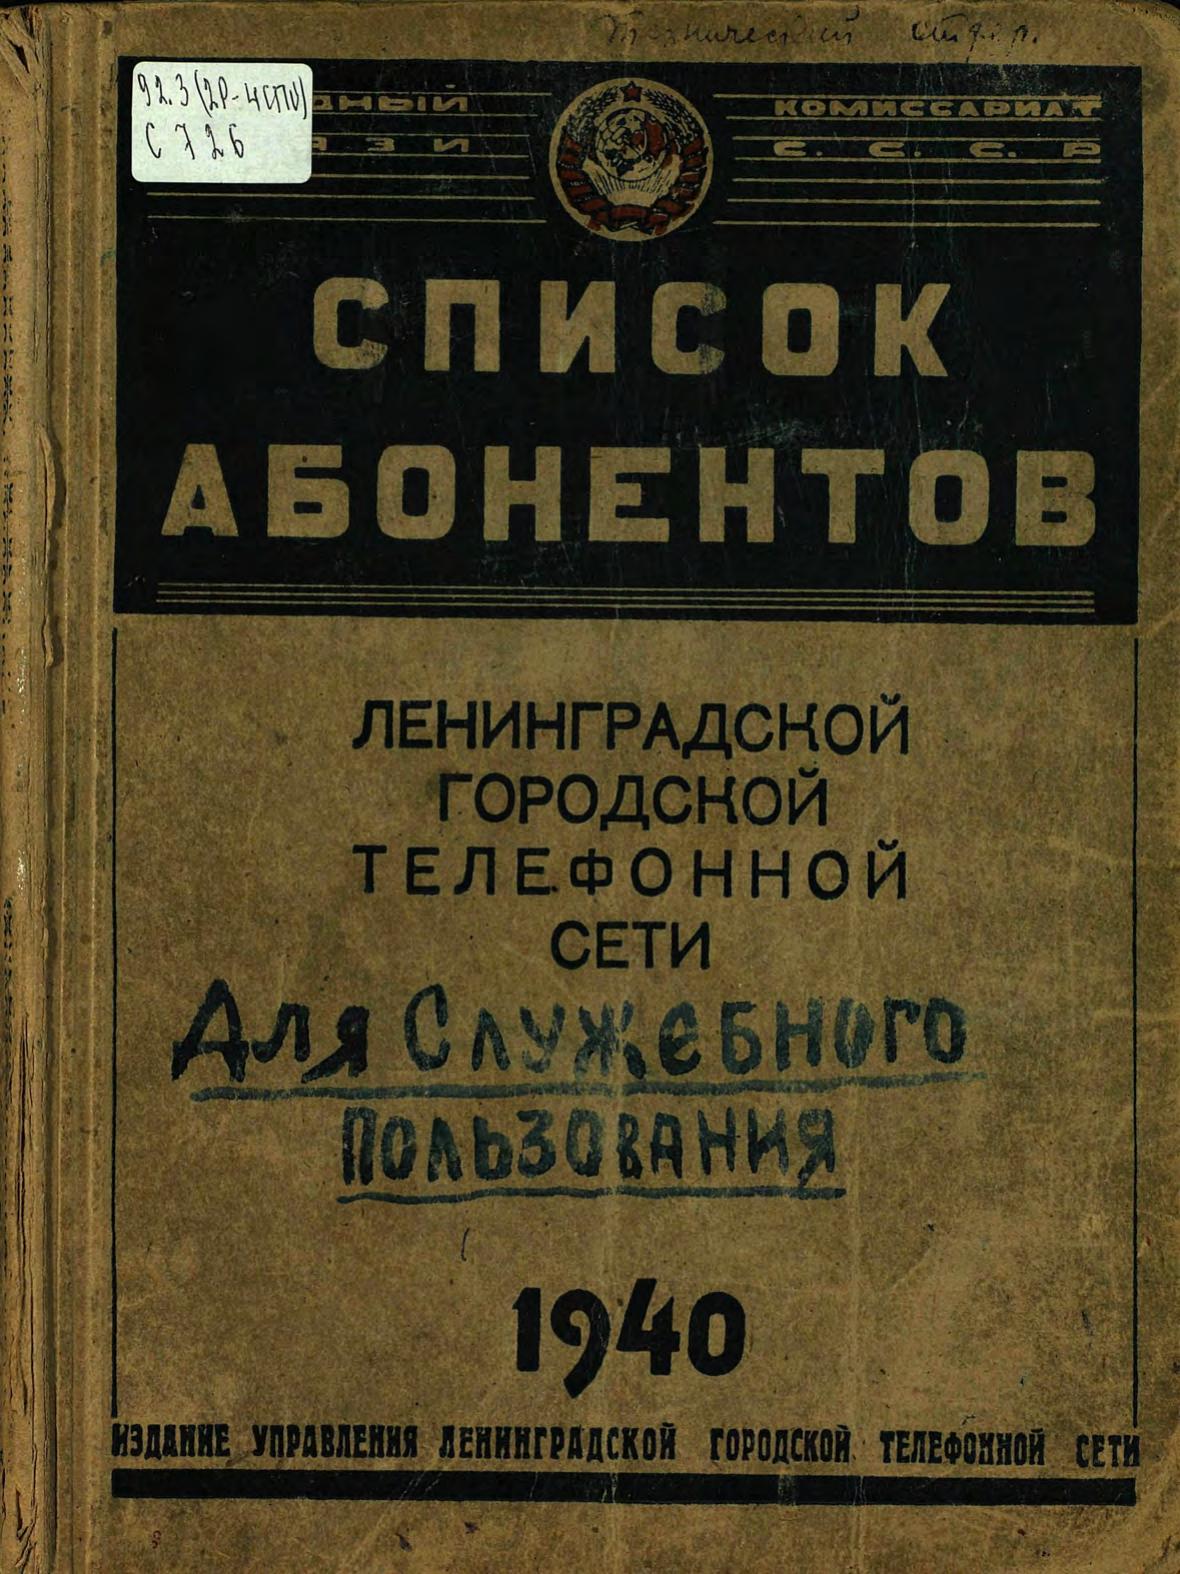 Технический
92.3(2Р-4СПб)
С 726
ДНЫЙ
КОМИССАРИАТ
ЗИ
С. С. С. Р
СПИСОК
АБОНЕНТОВ
ЛЕНИНГРАДСКОЙ
ГОРОДСКОЙ
ТЕЛЕФОННОЙ
СЕТИ
Для Служебного
пользования
1940
ИЗДАНИЕ УПРАВЛЕНИЯ ЛЕНИНГРАДСКОЙ ГОРОДСКОЙ ТЕЛЕФОННОЙ СЕТИ